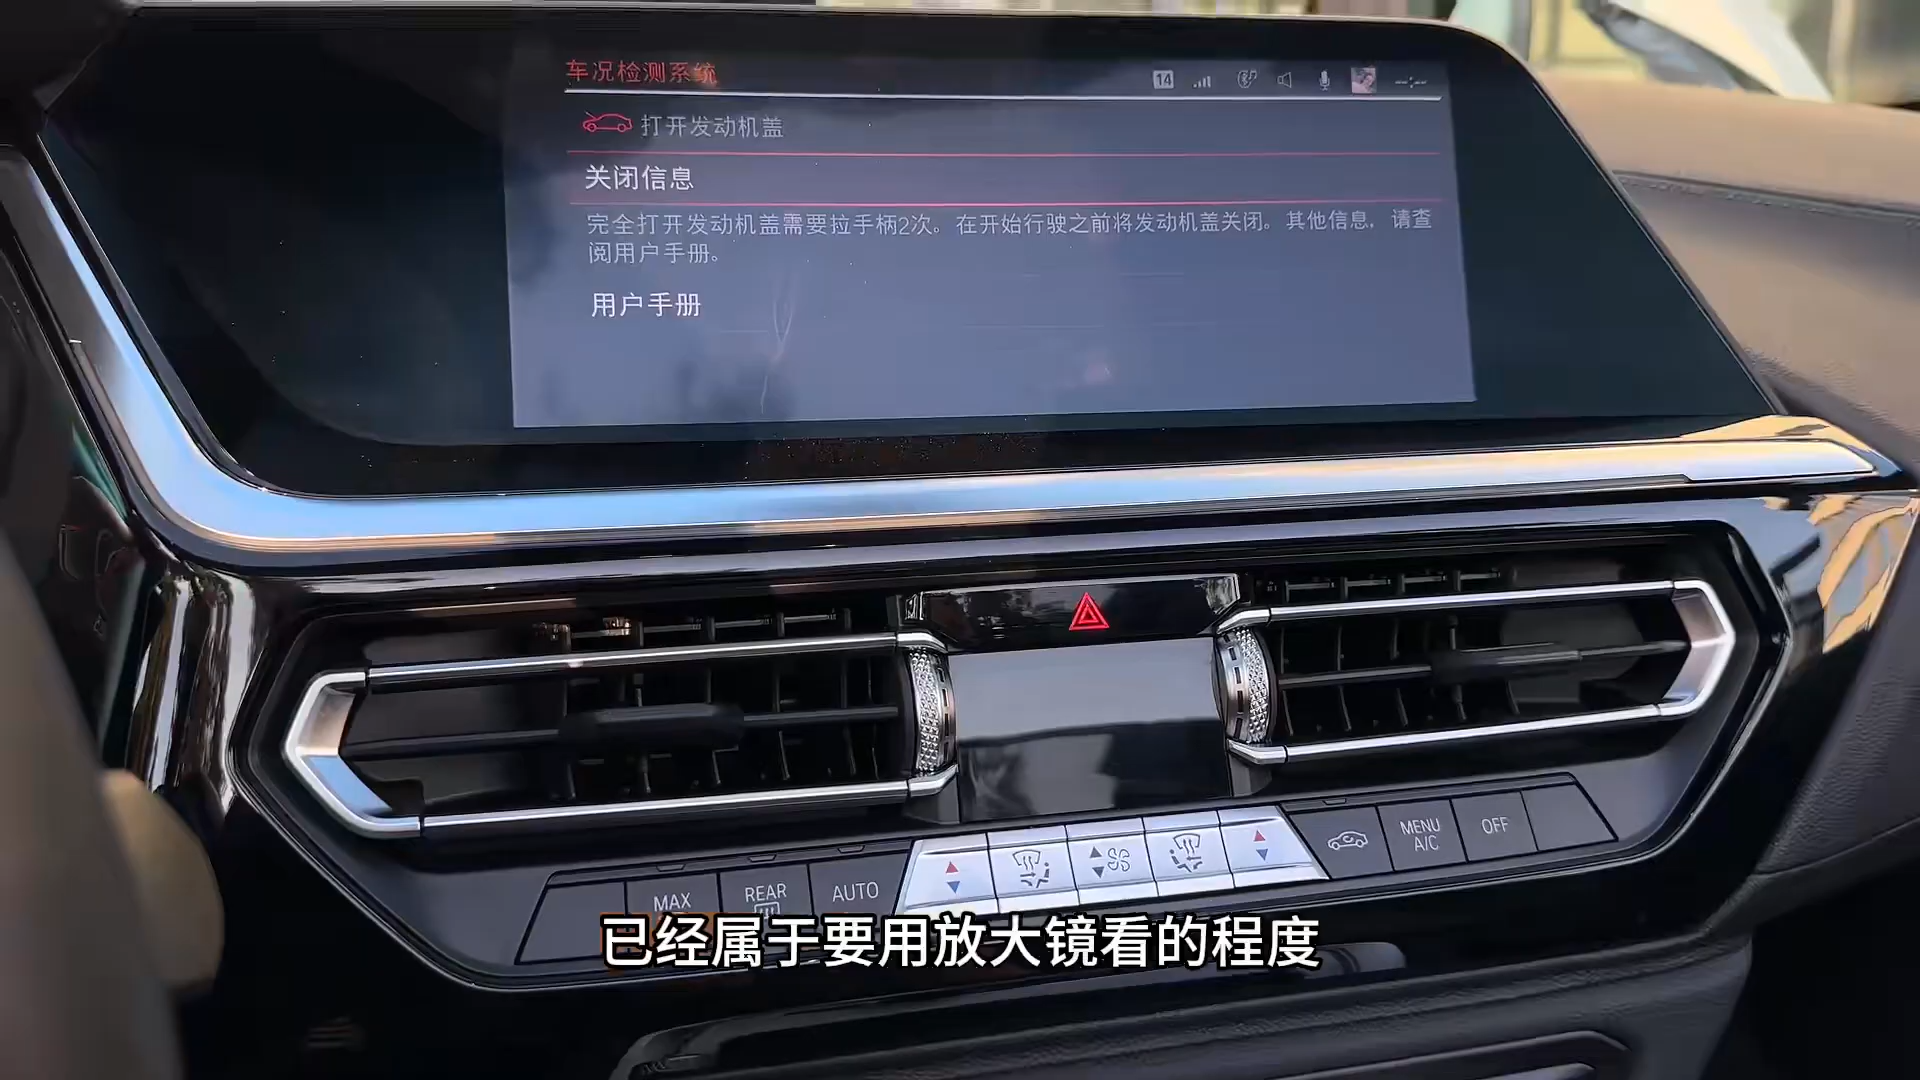 车况检测系统
14
打开发动机盖
关闭信息
完全打开发动机盖需要拉手柄2次。在开始行驶之前将发动机盖关闭。其他信息，请查
阅用户手册。
用户手册
MAX
REAR
AUTO
MENU
A/C
OFF
已经属于要用放大镜看的程度